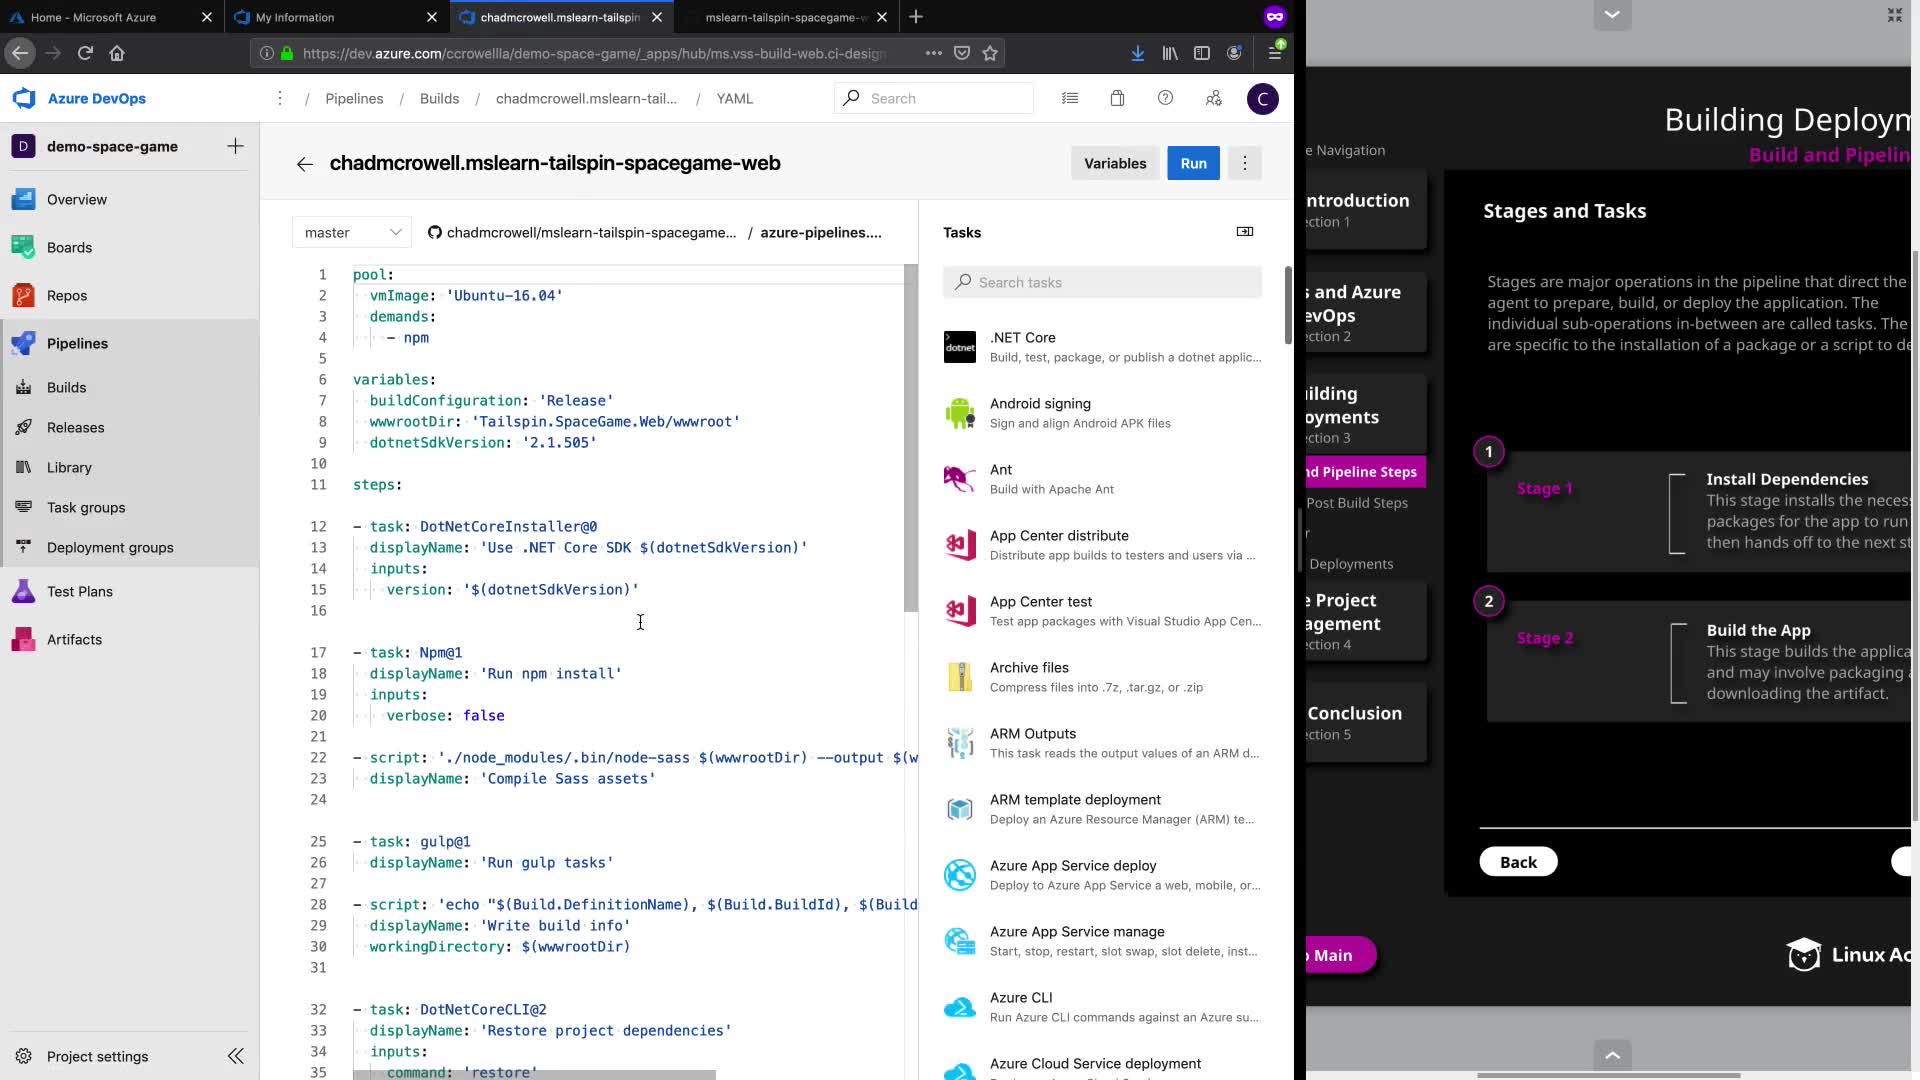 Home - Microsoft Azure
My Information
chadmcrowell.mslearn-tailspin
mslearn-tailspin-spacegame-w
https://dev.azure.com/ccrowellla/demo-space-game/_apps/hub/ms.vss-build-web.ci-desig
Azure DevOps
/ Pipelines / Builds / chadmcrowell.mslearn-tail... / YAML
Search
C
D demo-space-game
Overview
Boards
Repos
Pipelines
Builds
Releases
Library
Task groups
Deployment groups
Test Plans
Artifacts
Project settings
chadmcrowell.mslearn-tailspin-spacegame-web
Variables
Run
master
chadmcrowell/mslearn-tailspin-spacegame... / azure-pipelines....
1 pool:
2 vmImage: 'Ubuntu-16.04'
3 demands:
4 - npm
5
6 variables:
7 buildConfiguration: 'Release'
8 wwwrootDir: 'Tailspin.SpaceGame.Web/wwwroot'
9 dotnetSdkVersion: '2.1.505'
10
11 steps:
12 - task: DotNetCoreInstaller@0
13 displayName: 'Use .NET Core SDK $(dotnetSdkVersion)'
14 inputs:
15 version: '$(dotnetSdkVersion)'
16
17 - task: Npm@1
18 displayName: 'Run npm install'
19 inputs:
20 verbose: false
21
22 - script: './node_modules/.bin/node-sass $(wwwrootDir) --output $(w
23 displayName: 'Compile Sass assets'
24
25 - task: gulp@1
26 displayName: 'Run gulp tasks'
27
28 - script: 'echo "$(Build.DefinitionName), $(Build.BuildId), $(Build
29 displayName: 'Write build info'
30 workingDirectory: $(wwwrootDir)
31
32 - task: DotNetCoreCLI@2
33 displayName: 'Restore project dependencies'
34 inputs:
35 command: 'restore'
Tasks
Search tasks
dotnet
.NET Core
Build, test, package, or publish a dotnet applic...
Android signing
Sign and align Android APK files
Ant
Build with Apache Ant
App Center distribute
Distribute app builds to testers and users via ...
App Center test
Test app packages with Visual Studio App Cen...
Archive files
Compress files into .7z, .tar.gz, or .zip
ARM Outputs
This task reads the output values of an ARM d...
ARM template deployment
Deploy an Azure Resource Manager (ARM) te...
Azure App Service deploy
Deploy to Azure App Service a web, mobile, or...
Azure App Service manage
Start, stop, restart, slot swap, slot delete, inst...
Azure CLI
Run Azure CLI commands against an Azure su...
Azure Cloud Service deployment
Building Deploym
Build and Pipelin
e Navigation
ntroduction
ction 1
s and Azure
evOps
ction 2
ilding
oyments
ction 3
nd Pipeline Steps
Post Build Steps
r
Deployments
e Project
agement
ction 4
Conclusion
ction 5
o Main
Stages and Tasks
Stages are major operations in the pipeline that direct the
agent to prepare, build, or deploy the application. The
individual sub-operations in-between are called tasks. The
are specific to the installation of a package or a script to de
1
Stage 1
Install Dependencies
This stage installs the neces
packages for the app to run
then hands off to the next st
2
Stage 2
Build the App
This stage builds the applica
and may involve packaging a
downloading the artifact.
Back
Linux Ac